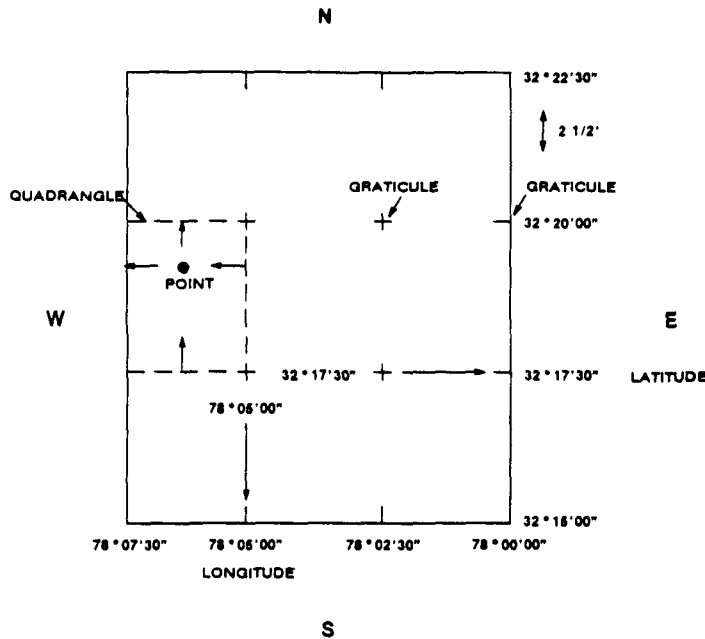 N
32°22'30"
2 1/2'
QUADRANGLE
GRATICULE
GRATICULE
32°20'00"
POINT
W
E
32°17'30"
32°17'30"
LATITUDE
78°05'00"
32°15'00"
78°07'30"
78°05'00"
78°02'30"
78°00'00"
LONGITUDE
S